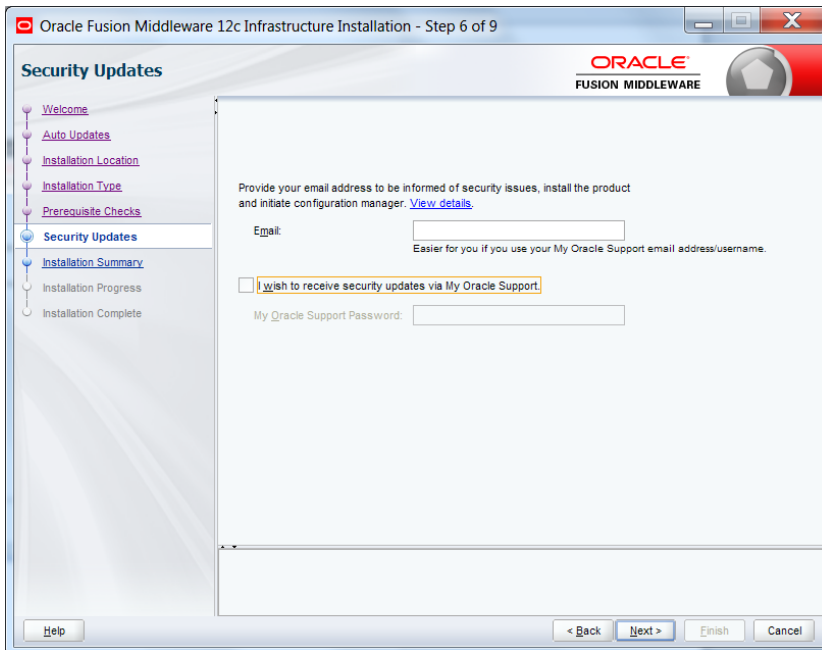 Oracle Fusion Middleware 12c Infrastructure Installation - Step 6 of 9
Security Updates
ORACLE
FUSION MIDDLEWARE
Welcome
Auto Updates
Installation Location
Installation Type
Prerequisite Checks
Security Updates
Installation Summary
Installation Progress
Installation Complete
Provide your email address to be informed of security issues, install the product
and initiate configuration manager. View details.
Email:
Easier for you if you use your My Oracle Support email address/username.
I wish to receive security updates via My Oracle Support.
My Oracle Support Password:
Help
< Back
Next >
Finish
Cancel